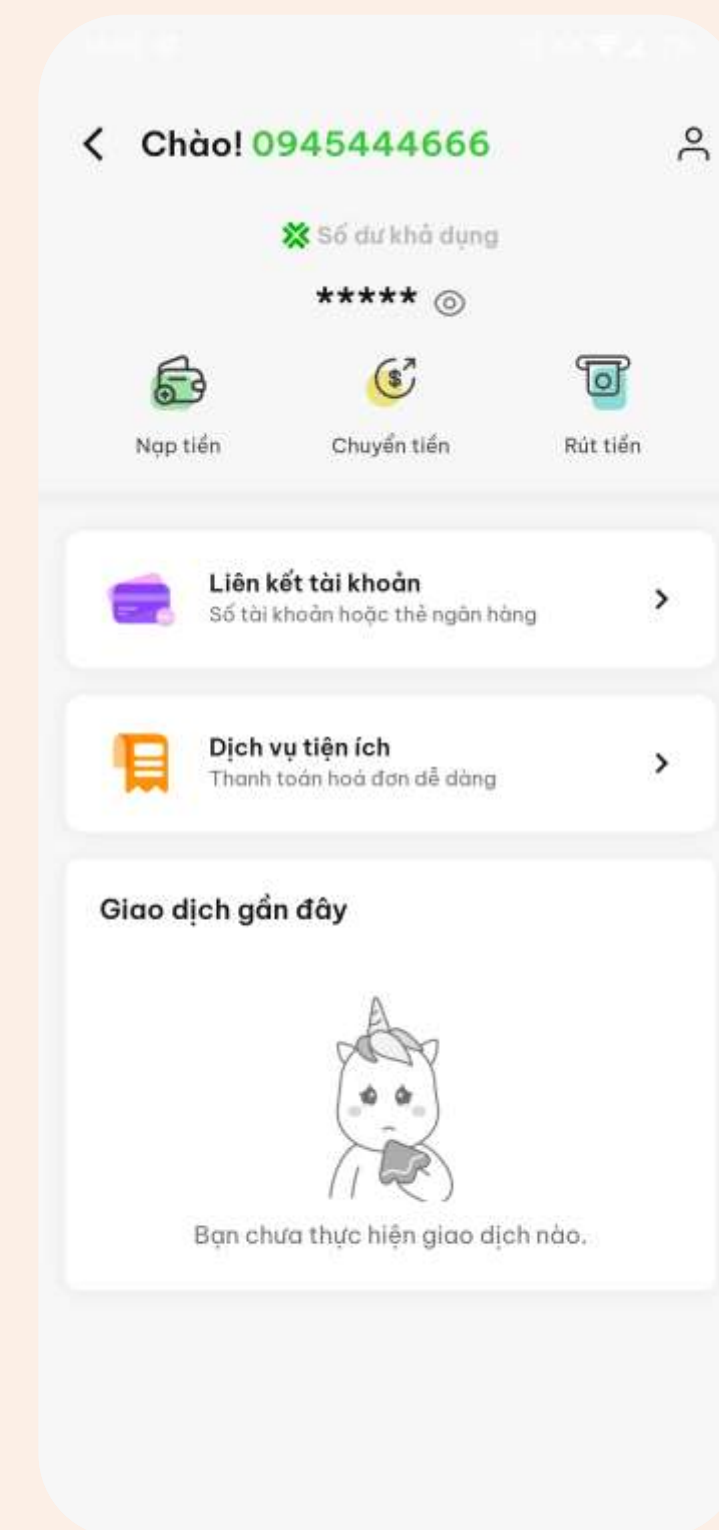 Chào! 0945444666
Số dư khả dụng
*****
Nạp tiền
Chuyển tiền
Rút tiền
Liên kết tài khoản
Số tài khoản hoặc thẻ ngân hàng
Dịch vụ tiện ích
Thanh toán hoá đơn dễ dàng
Giao dịch gần đây
Bạn chưa thực hiện giao dịch nào.